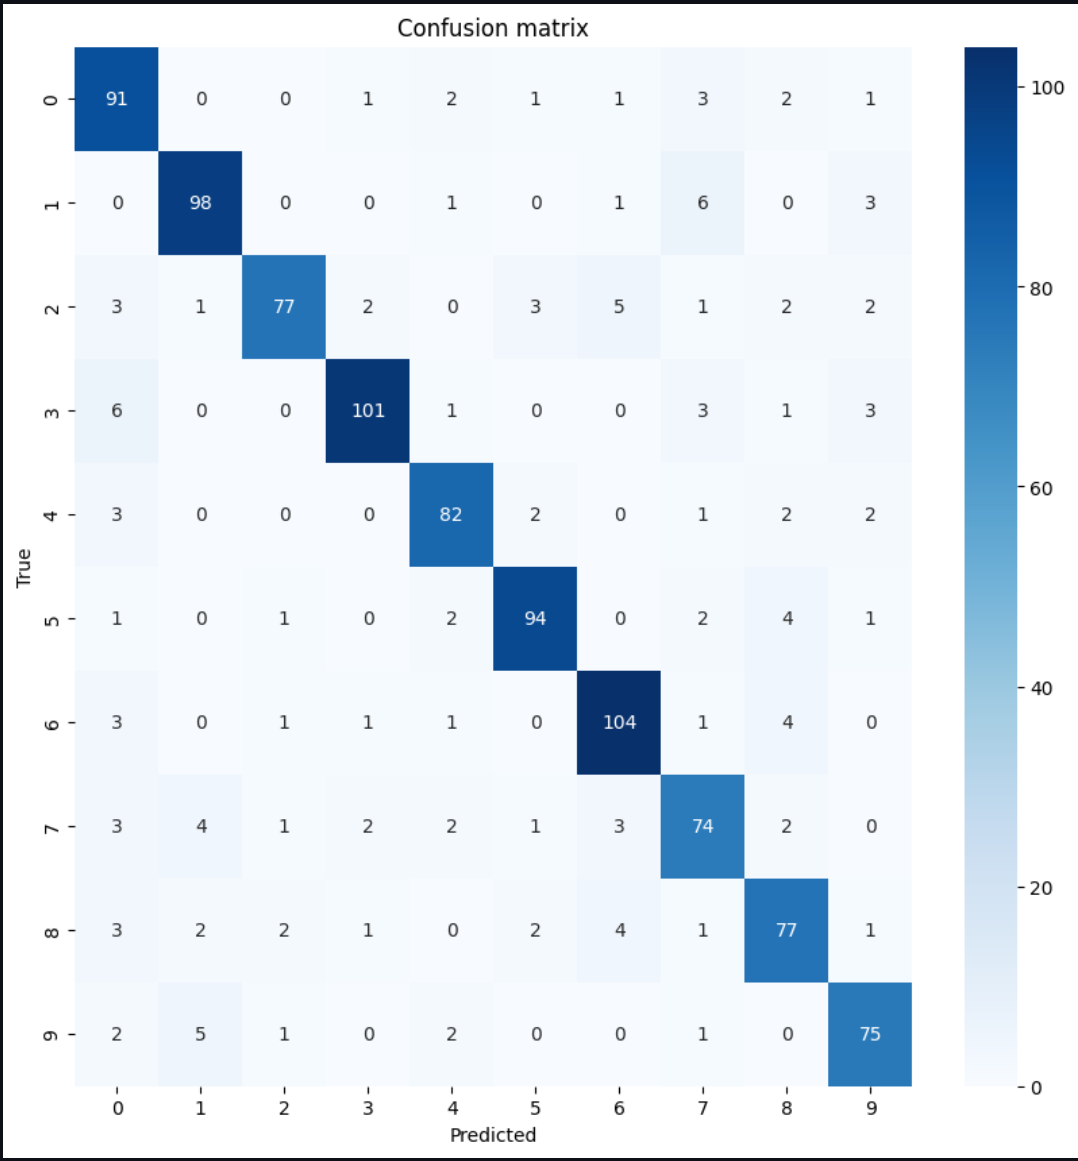 Confusion matrix
0 91 0 0 1 2 1 1 3 2 1
1 0 98 0 0 1 0 1 6 0 3
2 3 1 77 2 0 3 5 1 2 2
3 6 0 0 101 1 0 0 3 1 3
4 3 0 0 0 82 2 0 1 2 2
5 1 0 1 0 2 94 0 2 4 1
6 3 0 1 1 1 0 104 1 4 0
7 3 4 1 2 2 1 3 74 2 0
8 3 2 2 1 0 2 4 1 77 1
9 2 5 1 0 2 0 0 1 0 75
0 1 2 3 4 5 6 7 8 9
Predicted
True
100
80
60
40
20
0